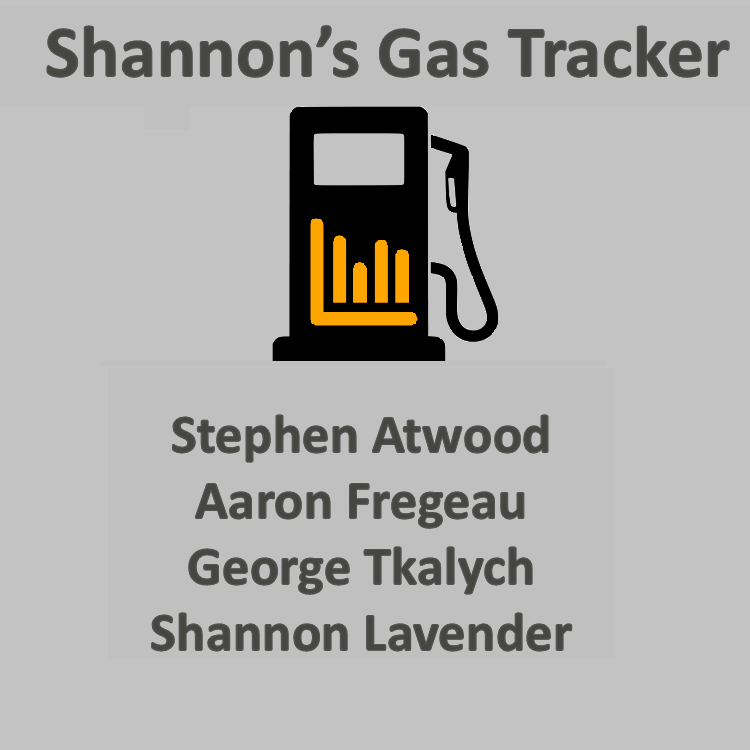 Shannon’s Gas Tracker
Stephen Atwood
Aaron Fregeau
George Tkalych
Shannon Lavender